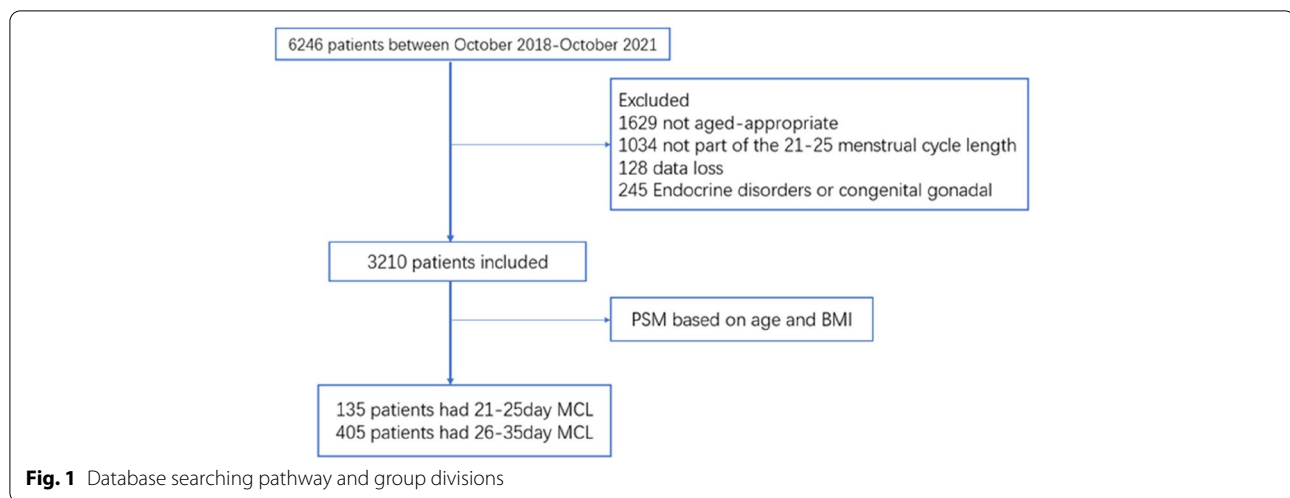 6246 patients between October 2018-October 2021
Excluded
1629 not aged-appropriate
1034 not part of the 21-25 menstrual cycle length
128 data loss
245 Endocrine disorders or congenital gonadal
3210 patients included
PSM based on age and BMI
135 patients had 21-25day MCL
405 patients had 26-35day MCL
Fig. 1 Database searching pathway and group divisions